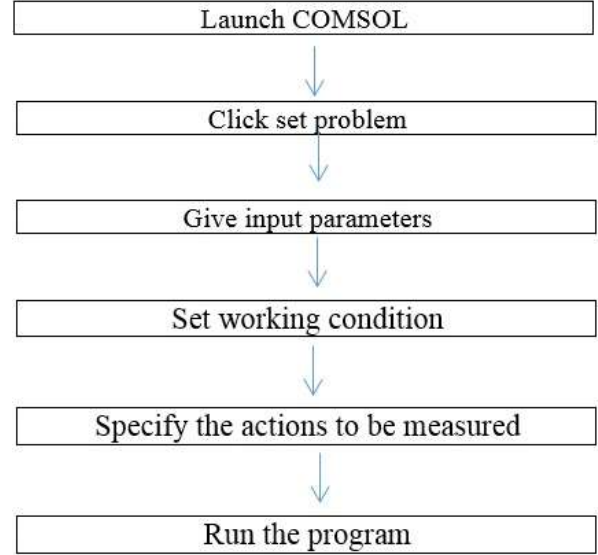 Launch COMSOL
Click set problem
Give input parameters
Set working condition
Specify the actions to be measured
Run the program